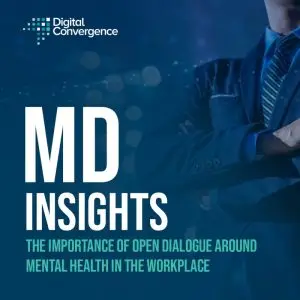 Digital
Convergence
MD
INSIGHTS
THE IMPORTANCE OF OPEN DIALOGUE AROUND
MENTAL HEALTH IN THE WORKPLACE